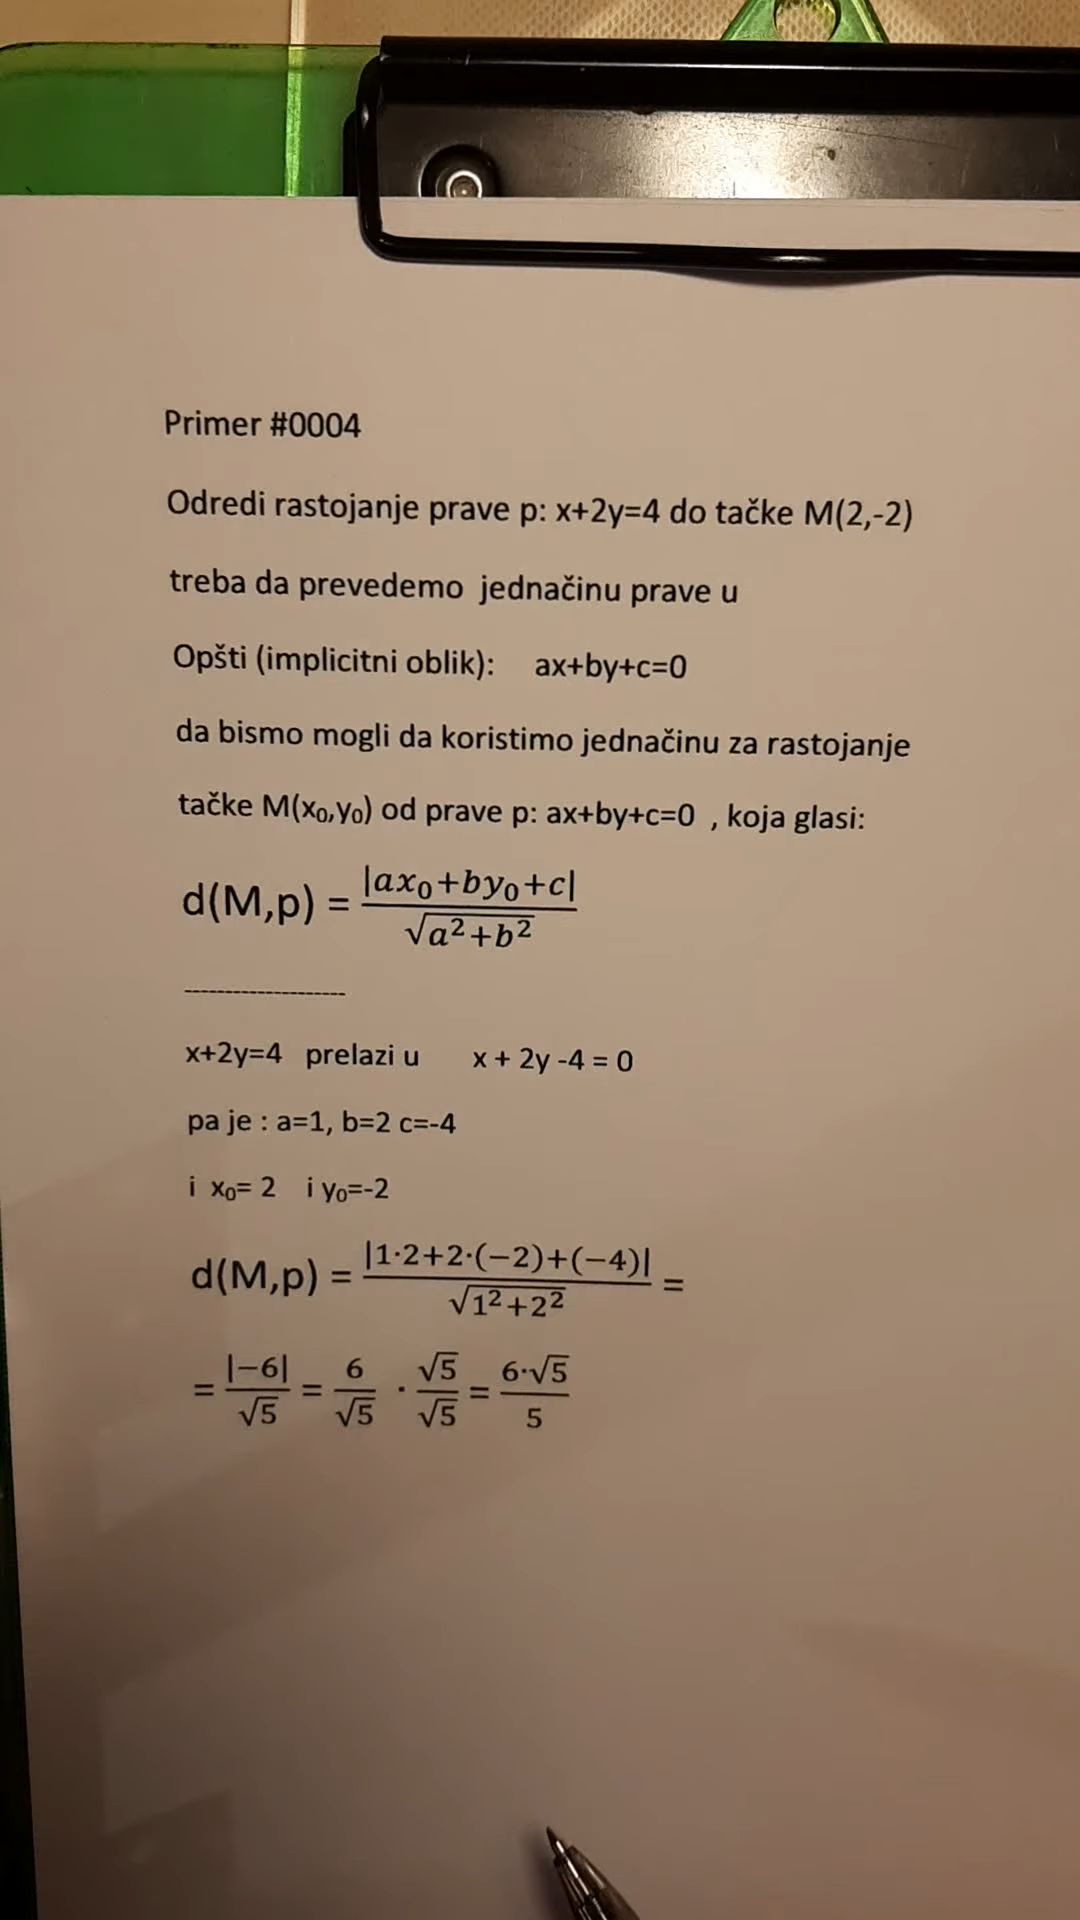 Primer #0004
Odredi rastojanje prave p: x+2y=4 do tačke M(2,-2)
treba da prevedemo jednačinu prave u
Opšti (implicitni oblik): ax+by+c=0
da bismo mogli da koristimo jednačinu za rastojanje
tačke M(x₀,y₀) od prave p: ax+by+c=0 , koja glasi:
d(M,p) = |ax₀+by₀+c| / √(a²+b²)
--------------------
x+2y=4 prelazi u x + 2y -4 = 0
pa je : a=1, b=2 c=-4
i x₀= 2 i y₀=-2
d(M,p) = |1·2+2·(−2)+(−4)| / √(1²+2²) =
= |−6|/√5 = 6/√5 · √5/√5 = 6·√5/5